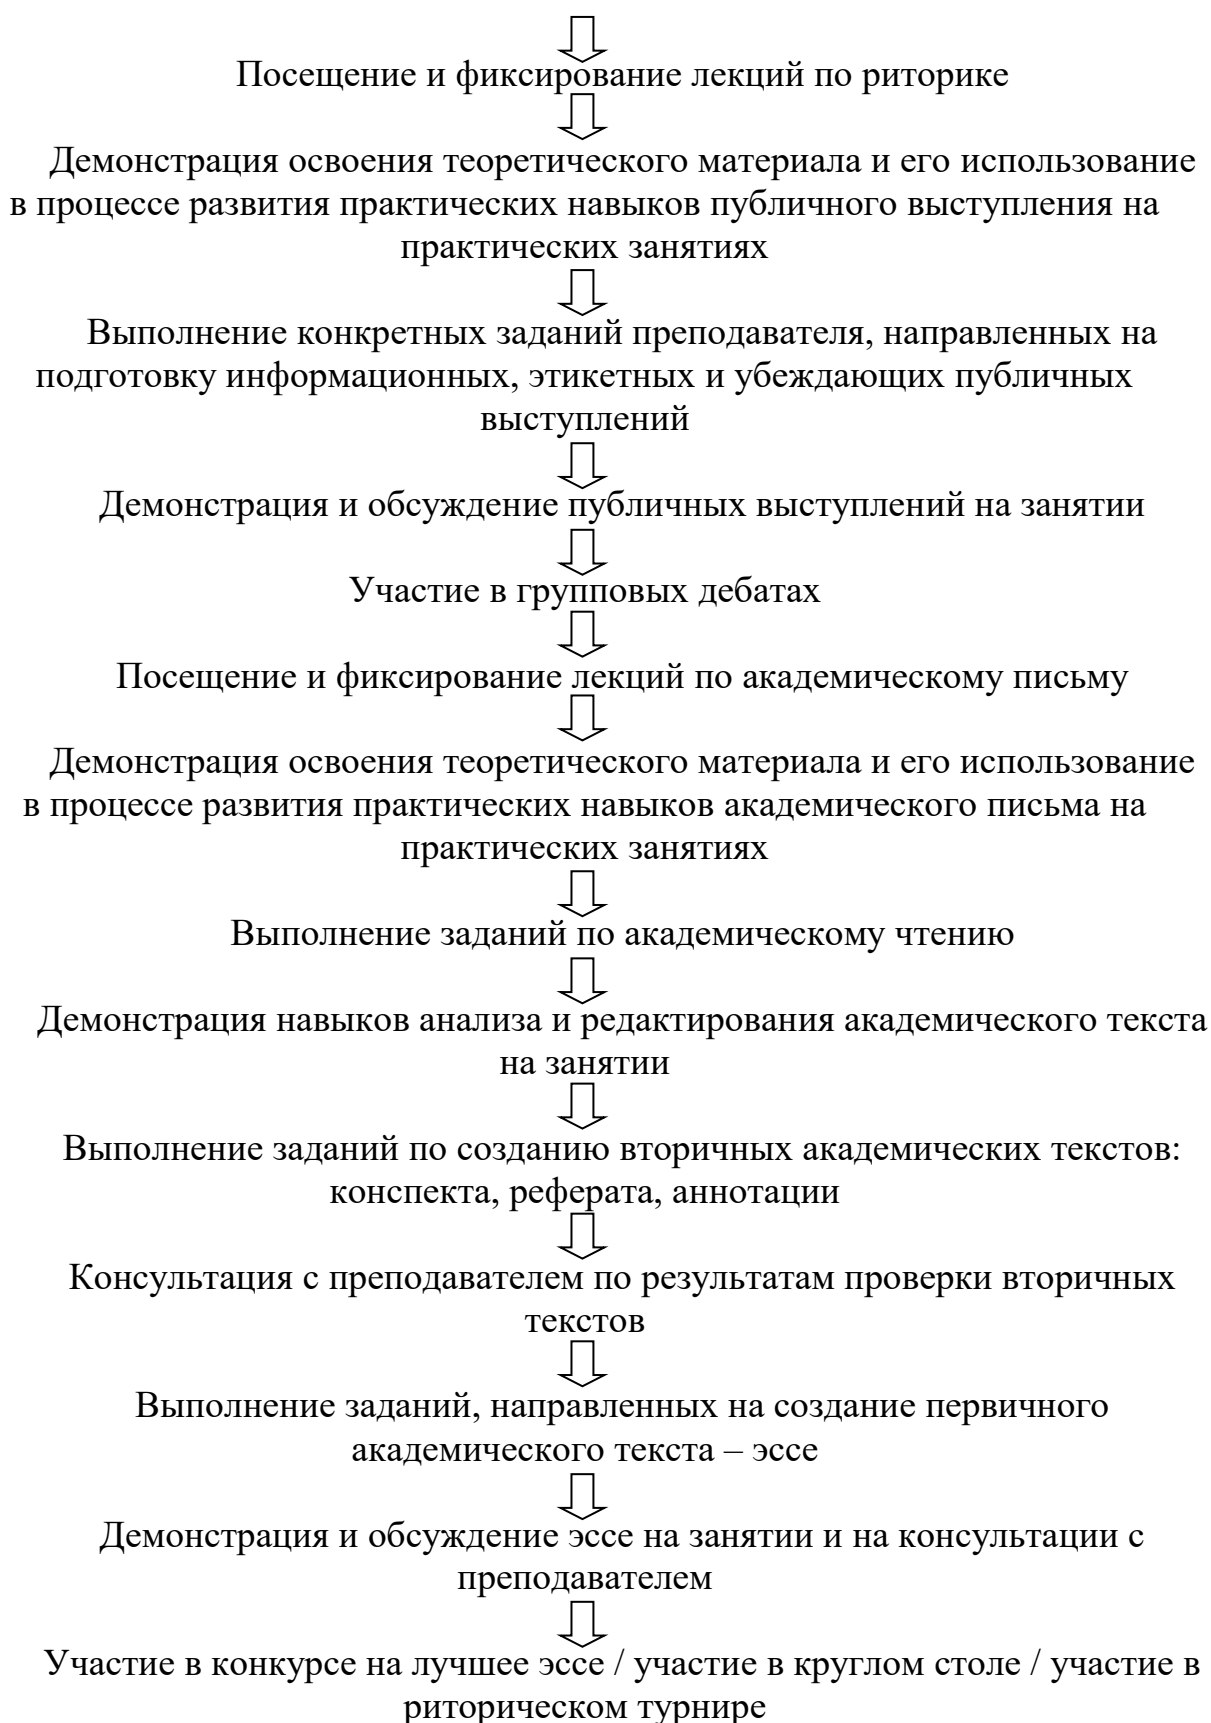 Посещение и фиксирование лекций по риторике
Демонстрация освоения теоретического материала и его использование
в процессе развития практических навыков публичного выступления на
практических занятиях
Выполнение конкретных заданий преподавателя, направленных на
подготовку информационных, этикетных и убеждающих публичных
выступлений
Демонстрация и обсуждение публичных выступлений на занятии
Участие в групповых дебатах
Посещение и фиксирование лекций по академическому письму
Демонстрация освоения теоретического материала и его использование
в процессе развития практических навыков академического письма на
практических занятиях
Выполнение заданий по академическому чтению
Демонстрация навыков анализа и редактирования академического текста
на занятии
Выполнение заданий по созданию вторичных академических текстов:
конспекта, реферата, аннотации
Консультация с преподавателем по результатам проверки вторичных
текстов
Выполнение заданий, направленных на создание первичного
академического текста – эссе
Демонстрация и обсуждение эссе на занятии и на консультации с
преподавателем
Участие в конкурсе на лучшее эссе / участие в круглом столе / участие в
риторическом турнире